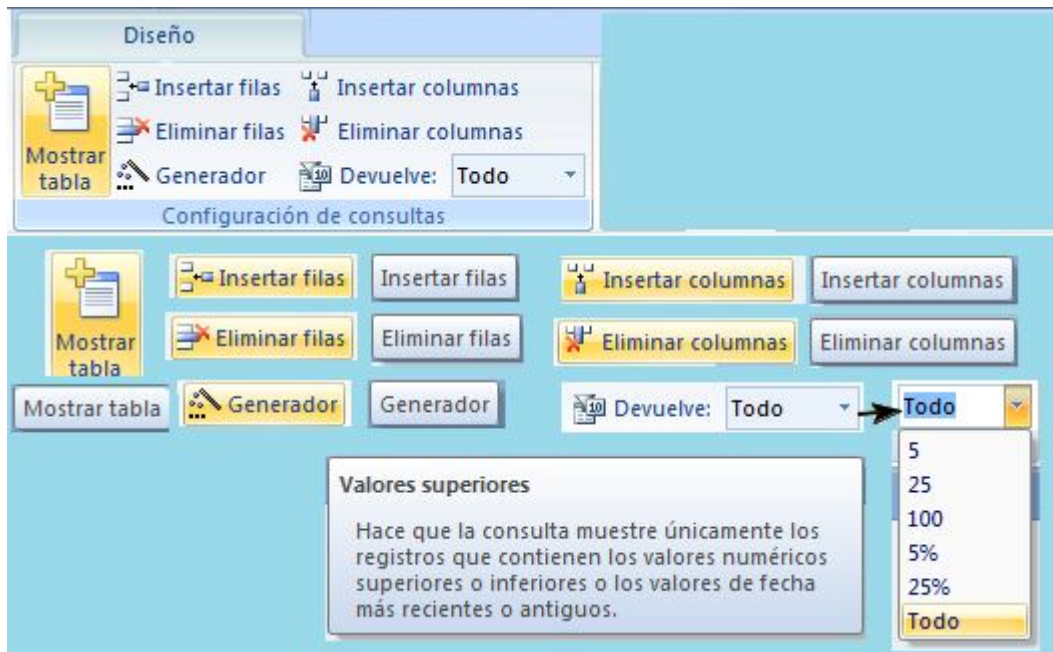 Diseño
Insertar filas Insertar columnas
Eliminar filas Eliminar columnas
Mostrar tabla Generador 10 Devuelve: Todo
Configuración de consultas
Insertar filas Insertar filas Insertar columnas Insertar columnas
Mostrar tabla Eliminar filas Eliminar filas Eliminar columnas Eliminar columnas
Mostrar tabla Generador Generador 10 Devuelve: Todo Todo
5
25
100
5%
25%
Todo
Valores superiores
Hace que la consulta muestre únicamente los
registros que contienen los valores numéricos
superiores o inferiores o los valores de fecha
más recientes o antiguos.